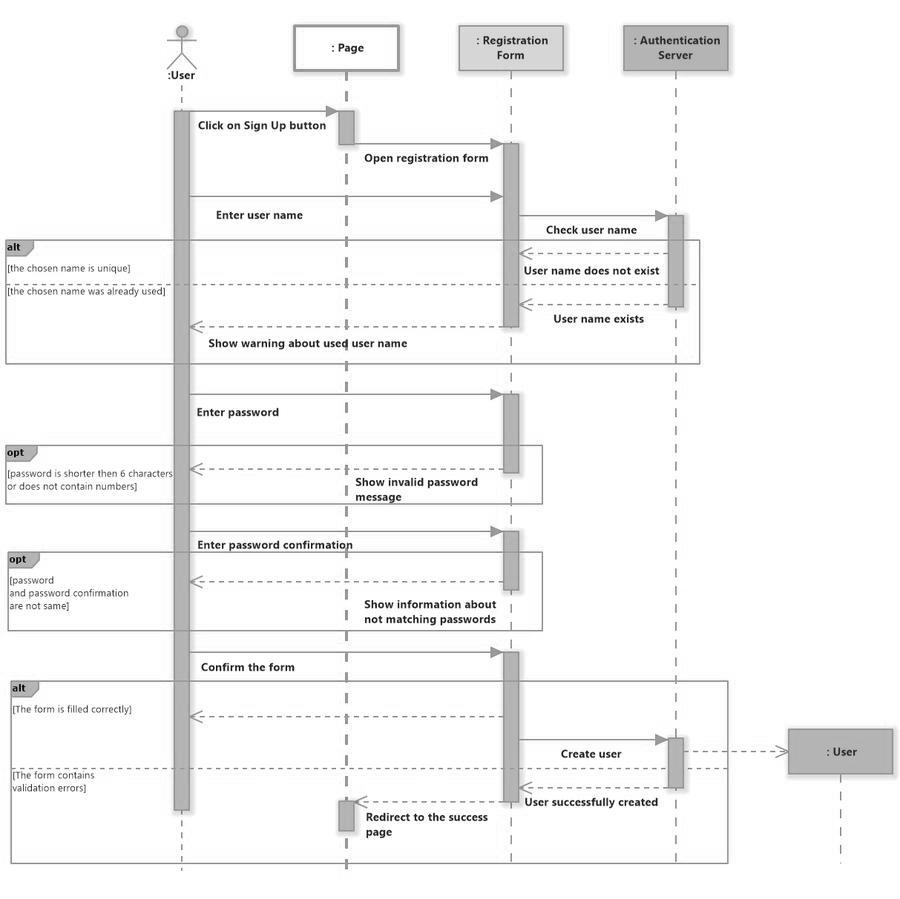 : Page
: Registration
Form
: Authentication
Server
:User
Click on Sign Up button
Open registration form
Enter user name
Check user name
alt
[the chosen name is unique]
User name does not exist
[the chosen name was already used]
User name exists
Show warning about used user name
Enter password
opt
[password is shorter then 6 characters
or does not contain numbers]
Show invalid password
message
Enter password confirmation
opt
[password
and password confirmation
are not same]
Show information about
not matching passwords
Confirm the form
alt
[The form is filled correctly]
Create user
: User
[The form contains
validation errors]
User successfully created
Redirect to the success
page